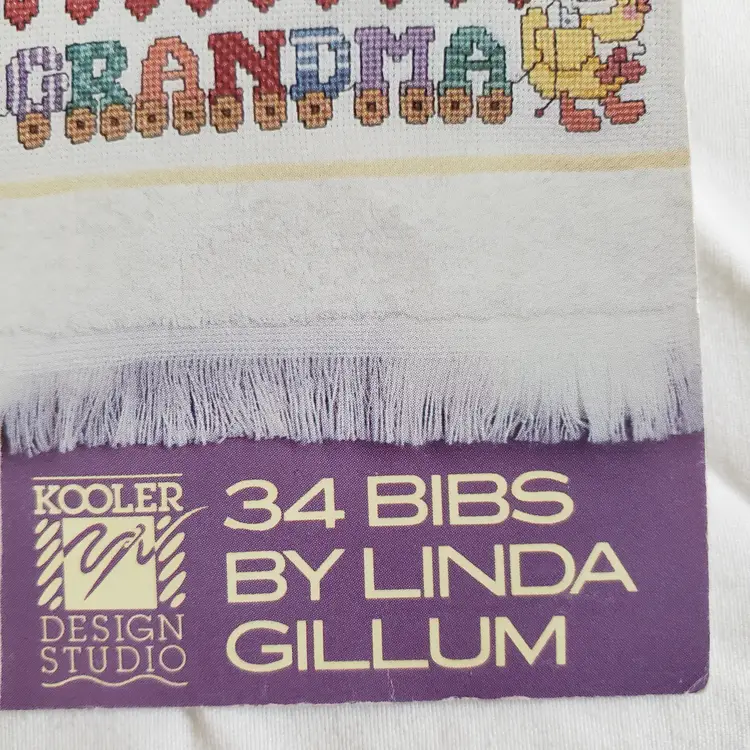 GRANDMA
KOOLER
DESIGN
STUDIO
34 BIBS
BY LINDA
GILLUM